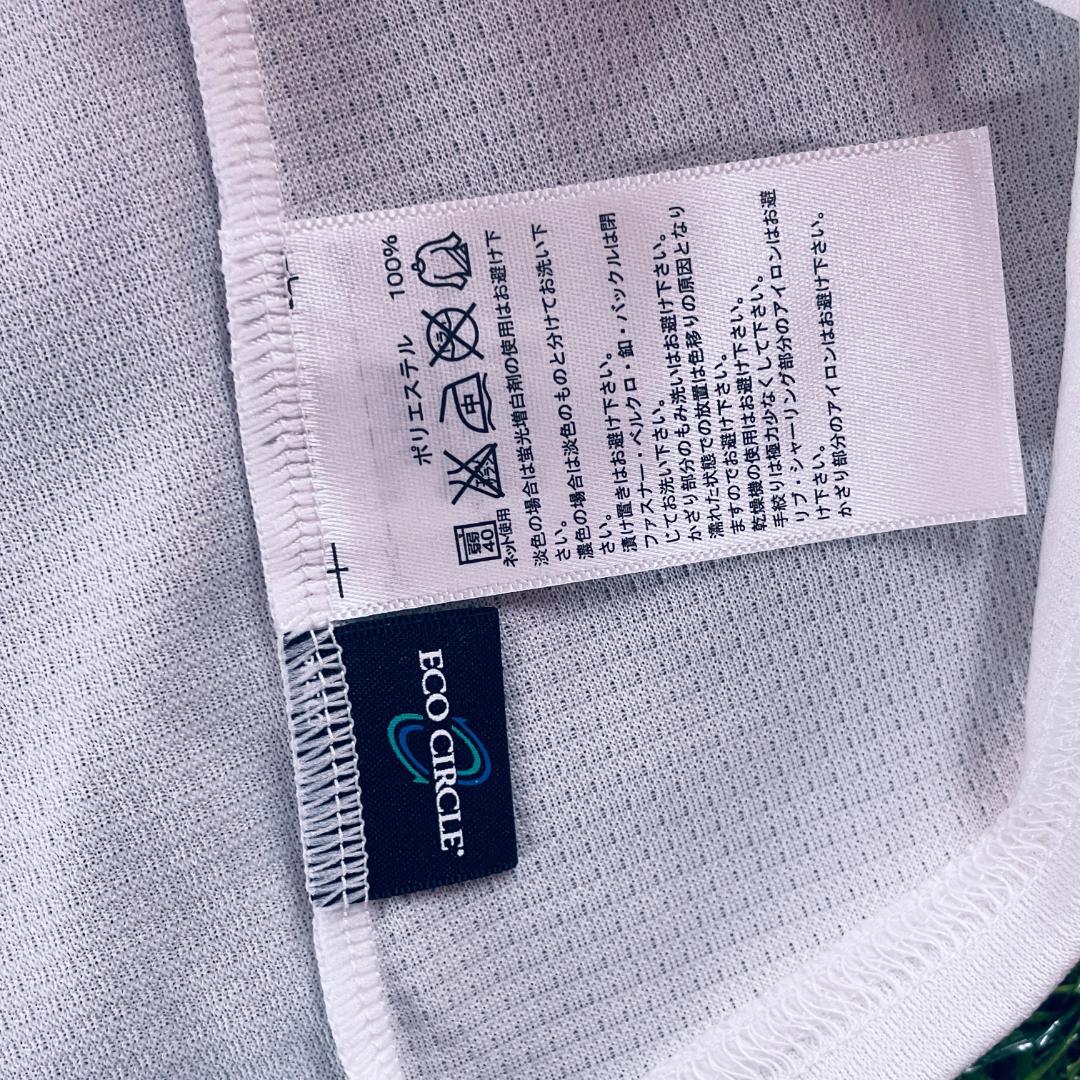 ポリエステル 100%
弱
40
ネット使用
淡色の場合は蛍光増白剤の使用はお避け下
さい。
濃色の場合は淡色のものと分けてお洗い下
さい。
漬け置きはお避け下さい。
ファスナー・ベルクロ・釦・バックルは閉
じてお洗い下さい。
かざり部分のもみ洗いはお避け下さい。
濡れた状態での放置は色移りの原因となり
ますのでお避け下さい。
乾燥機の使用はお避け下さい。
手絞りは極力少なくして下さい。
リブ・シャーリング部分のアイロンはお避
け下さい。
かざり部分のアイロンはお避け下さい。
ECO CIRCLE®